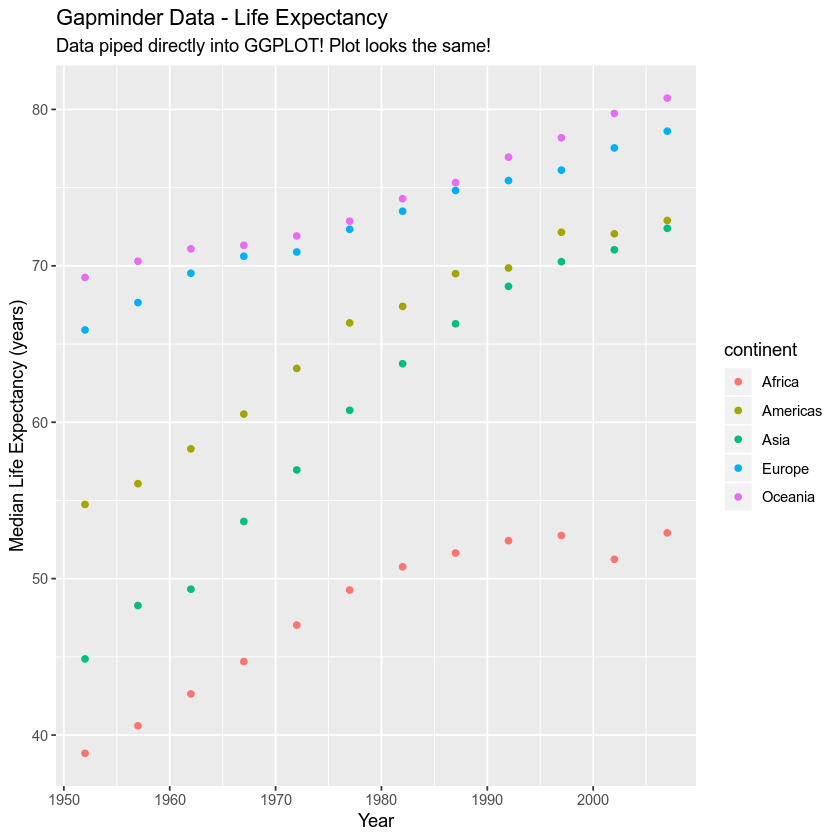 Gapminder Data - Life Expectancy
Data piped directly into GGPLOT! Plot looks the same!
Median Life Expectancy (years)
80
70
60
50
40
1950 1960 1970 1980 1990 2000
Year
continent
Africa
Americas
Asia
Europe
Oceania